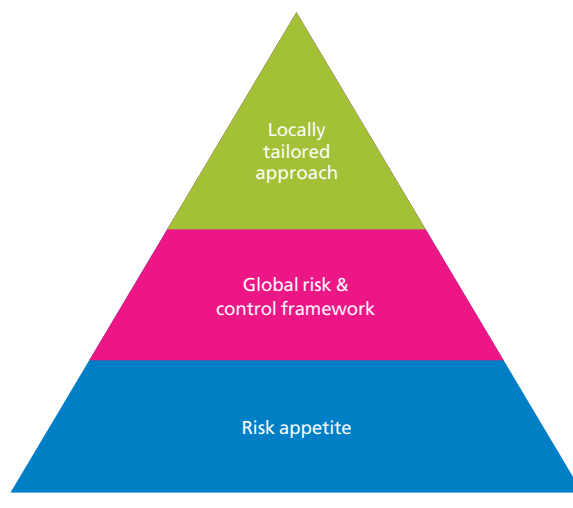 Locally
tailored
approach
Global risk &
control framework
Risk appetite